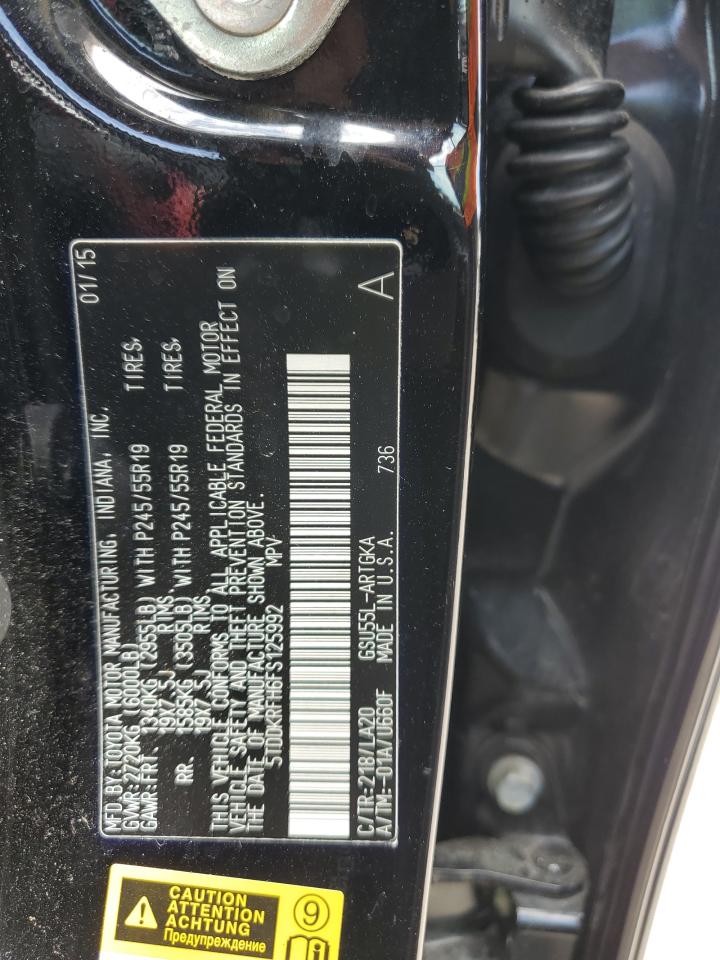 MFD. BY: TOYOTA MOTOR MANUFACTURING, INDIANA, INC. 01/15
GVWR: 2720KG (6000LB)
GAWR: FRT. 1340KG (2955LB) WITH P245/55R19 TIRES,
19X7.5J RIMS,
RR. 1585KG (3505LB) WITH P245/55R19 TIRES,
19X7.5J RIMS.
THIS VEHICLE CONFORMS TO ALL APPLICABLE FEDERAL MOTOR
VEHICLE SAFETY AND THEFT PREVENTION STANDARDS IN EFFECT ON
THE DATE OF MANUFACTURE SHOWN ABOVE.
5TDDKRFH6FS125992 MPV
C/TR: 218/LA20 GSU55L-ARTGKA A
A/TM: -01A/U660F MADE IN U.S.A. 736
CAUTION
ATTENTION
ACHTUNG
Предупреждение
9